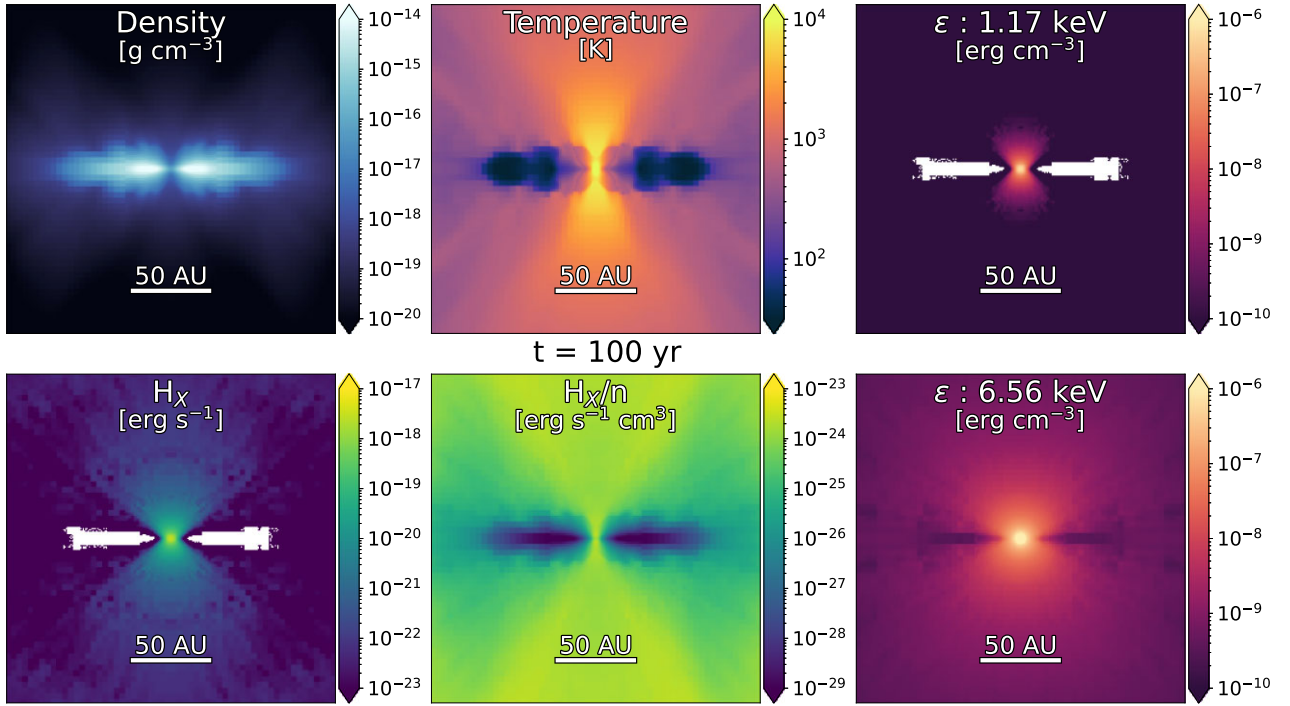 Density
[g cm⁻³]
10⁻¹⁴
10⁻¹⁵
10⁻¹⁶
10⁻¹⁷
10⁻¹⁸
10⁻¹⁹
10⁻²⁰
50 AU
Temperature
[K]
10⁴
10³
10²
50 AU
ε : 1.17 keV
[erg cm⁻³]
10⁻⁶
10⁻⁷
10⁻⁸
10⁻⁹
10⁻¹⁰
50 AU
t = 100 yr
Hₓ
[erg s⁻¹]
10⁻¹⁷
10⁻¹⁸
10⁻¹⁹
10⁻²⁰
10⁻²¹
10⁻²²
10⁻²³
50 AU
Hₓ/n
[erg s⁻¹ cm³]
10⁻²³
10⁻²⁴
10⁻²⁵
10⁻²⁶
10⁻²⁷
10⁻²⁸
10⁻²⁹
50 AU
ε : 6.56 keV
[erg cm⁻³]
10⁻⁶
10⁻⁷
10⁻⁸
10⁻⁹
10⁻¹⁰
50 AU